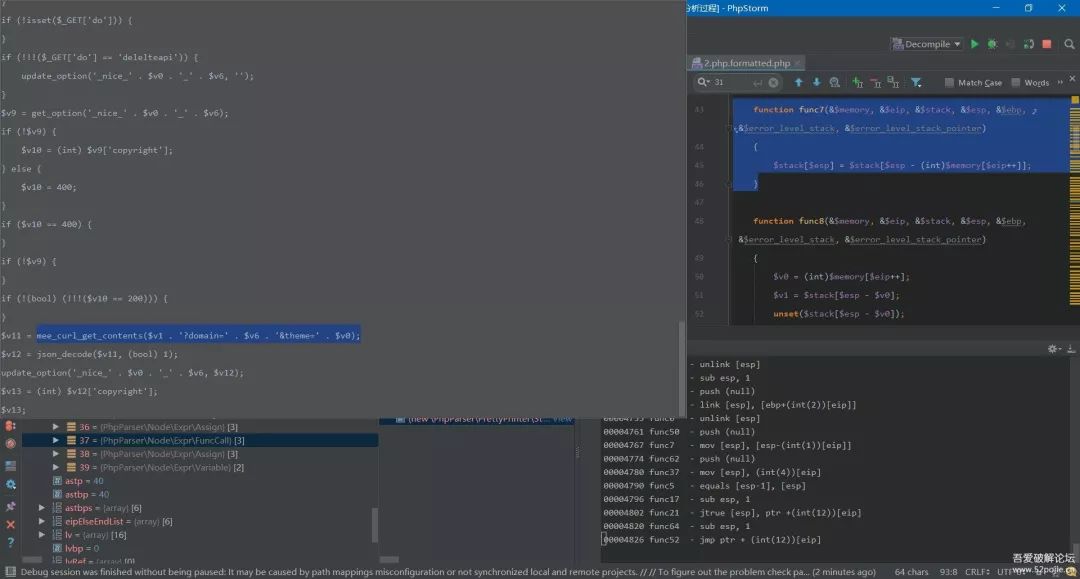 }
if (!isset($_GET['do'])) {
}
if (!!!($_GET['do'] == 'delelteapi')) {
update_option('_nice_' . $v0 . '_' . $v6, '');
}
$v9 = get_option('_nice_' . $v0 . '_' . $v6);
if (!$v9) {
$v10 = (int) $v9['copyright'];
} else {
$v10 = 400;
}
if ($v10 == 400) {
}
if (!$v9) {
}
if (!(bool) (!!!($v10 == 200))) {
}
$v11 = mee_curl_get_contents($v1 . '?domain=' . $v6 . '&theme=' . $v0);
$v12 = json_decode($v11, (bool) 1);
update_option('_nice_' . $v0 . '_' . $v6, $v12);
$v13 = (int) $v12['copyright'];
$v13;
分析过程] - PhpStorm
Decompile
2.php.formatted.php
31
Match Case
Words
43 function func7(&$memory, &$eip, &$stack, &$esp, &$ebp,
&$error_level_stack, &$error_level_stack_pointer)
44 {
45 $stack[$esp] = $stack[$esp - (int)$memory[$eip++]];
46 }
47
48 function func8(&$memory, &$eip, &$stack, &$esp, &$ebp,
&$error_level_stack, &$error_level_stack_pointer)
49 {
50 $v0 = (int)$memory[$eip++];
51 $v1 = $stack[$esp - $v0];
52 unset($stack[$esp - $v0]);
36 = {PhpParser\Node\Expr\Assign} [3]
37 = {PhpParser\Node\Expr\FuncCall} [3]
38 = {PhpParser\Node\Expr\Assign} [3]
39 = {PhpParser\Node\Expr\Variable} [2]
astp = 40
astbp = 40
astbps = {array} [6]
eipElseEndList = {array} [6]
lv = {array} [16]
lvbp = 0
lvRef = {array} [0]
(new \PhpParser\PrettyPrinter\St... View
- unlink [esp]
- sub esp, 1
- push (null)
- link [esp], [ebp+(int(2))[eip]]
- unlink [esp]
00004761 func50 - push (null)
00004767 func7 - mov [esp], [esp-(int(1))[eip]]
00004774 func62 - push (null)
00004780 func37 - mov [esp], (int(4))[eip]
00004790 func5 - equals [esp-1], [esp]
00004796 func17 - sub esp, 1
00004802 func21 - jtrue [esp], ptr +(int(12))[eip]
00004820 func64 - sub esp, 1
00004826 func52 - jmp ptr + (int(12))[eip]
Debug session was finished without being paused: It may be caused by path mappings misconfiguration or not synchronized local and remote projects. // // To figure out the problem check pa... (2 minutes ago)
64 chars
93:8
CRLF÷
吾爱破解论坛
www.52pojie.cn